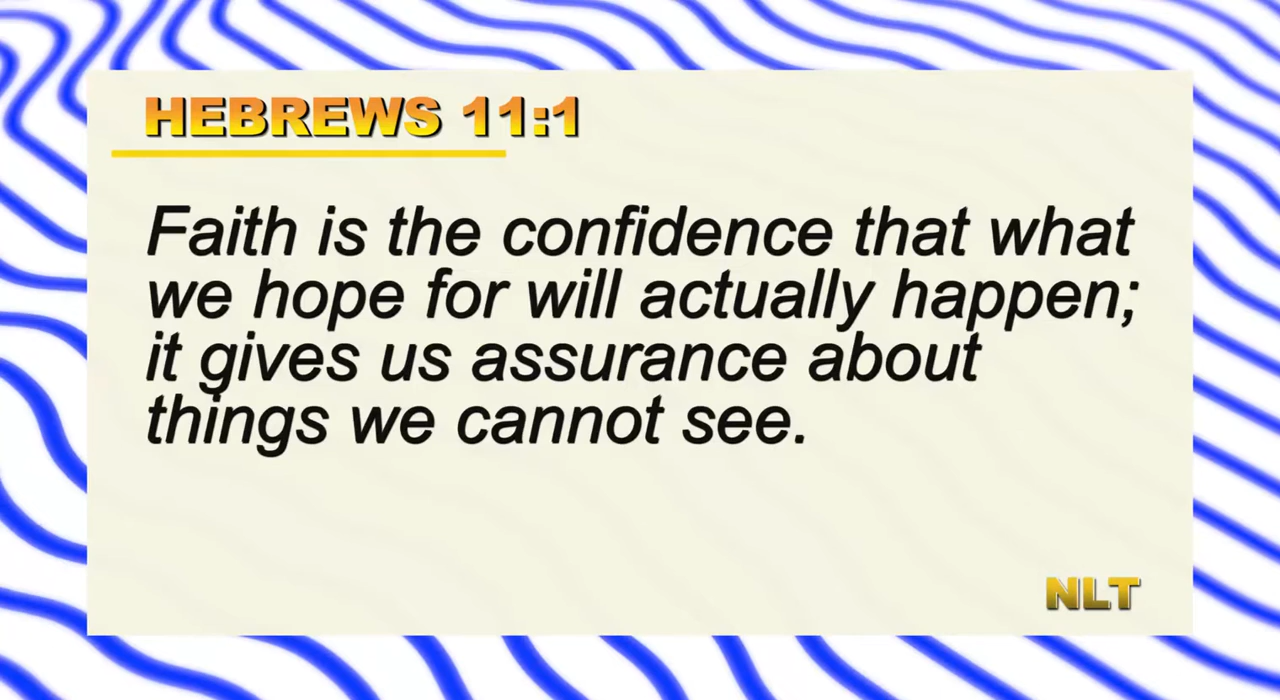 HEBREWS 11:1
Faith is the confidence that what
we hope for will actually happen;
it gives us assurance about
things we cannot see.
NLT